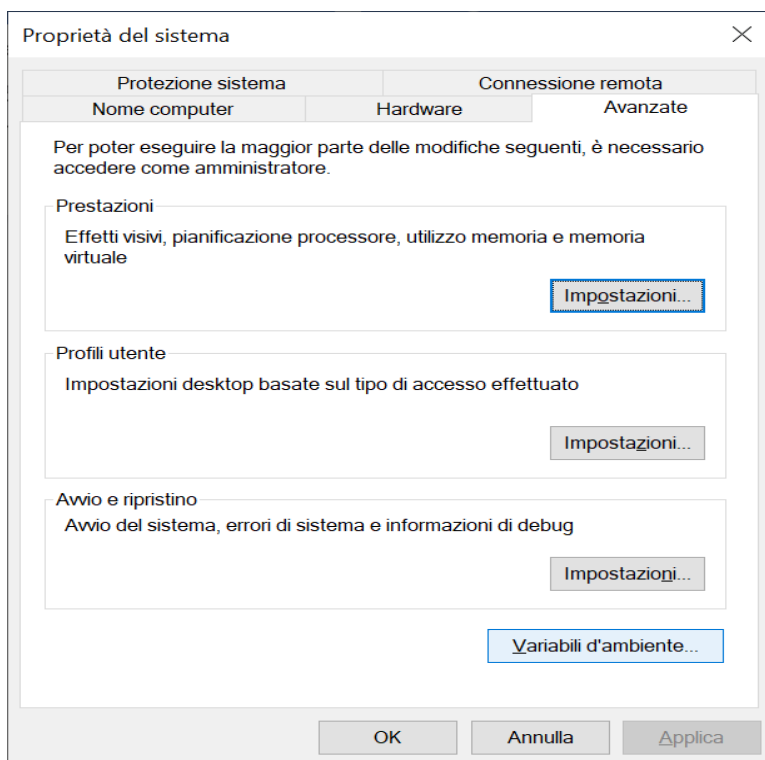 Proprietà del sistema
Protezione sistema
Connessione remota
Nome computer
Hardware
Avanzate
Per poter eseguire la maggior parte delle modifiche seguenti, è necessario
accedere come amministratore.
Prestazioni
Effetti visivi, pianificazione processore, utilizzo memoria e memoria
virtuale
Impostazioni...
Profili utente
Impostazioni desktop basate sul tipo di accesso effettuato
Impostazioni...
Avvio e ripristino
Avvio del sistema, errori di sistema e informazioni di debug
Impostazioni...
Variabili d'ambiente...
OK
Annulla
Applica